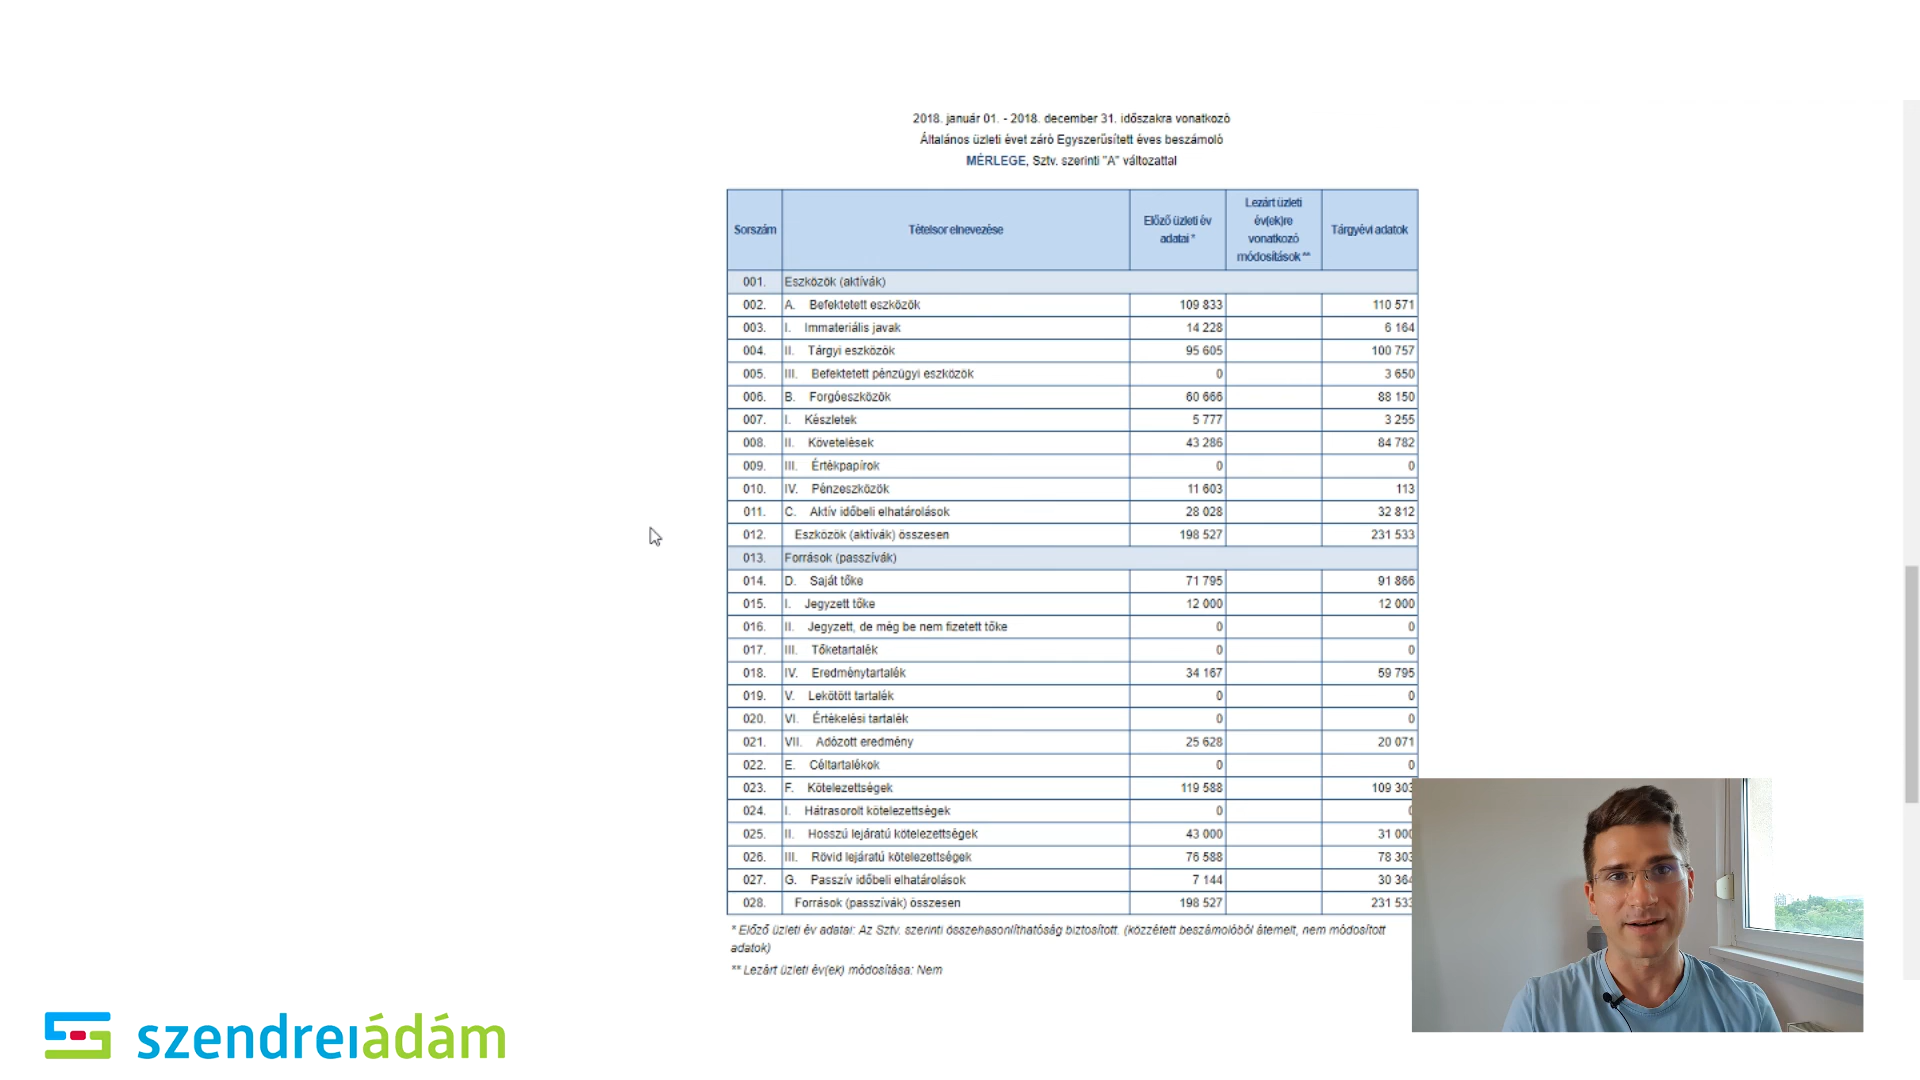 2018. január 01. - 2018. december 31. időszakra vonatkozó
Általános üzleti évet záró Egyszerűsített éves beszámoló
MÉRLEGE, Sztv. szerinti "A" változattal
Sorszám Tételsor elnevezése Előző üzleti év adatai * Lezárt üzleti év(ek)re vonatkozó módosítások ** Tárgyévi adatok
001. Eszközök (aktívák)
002. A. Befektetett eszközök 109 833 110 571
003. I. Immateriális javak 14 228 6 164
004. II. Tárgyi eszközök 95 605 100 757
005. III. Befektetett pénzügyi eszközök 0 3 650
006. B. Forgóeszközök 60 666 88 150
007. I. Készletek 5 777 3 255
008. II. Követelések 43 286 84 782
009. III. Értékpapírok 0 0
010. IV. Pénzeszközök 11 603 113
011. C. Aktív időbeli elhatárolások 28 028 32 812
012. Eszközök (aktívák) összesen 198 527 231 533
013. Források (passzívák)
014. D. Saját tőke 71 795 91 866
015. I. Jegyzett tőke 12 000 12 000
016. II. Jegyzett, de még be nem fizetett tőke 0 0
017. III. Tőketartalék 0 0
018. IV. Eredménytartalék 34 167 59 795
019. V. Lekötött tartalék 0 0
020. VI. Értékelési tartalék 0 0
021. VII. Adózott eredmény 25 628 20 071
022. E. Céltartalékok 0 0
023. F. Kötelezettségek 119 588 109 303
024. I. Hátrasorolt kötelezettségek 0
025. II. Hosszú lejáratú kötelezettségek 43 000 31 000
026. III. Rövid lejáratú kötelezettségek 76 588 78 303
027. G. Passzív időbeli elhatárolások 7 144 30 364
028. Források (passzívák) összesen 198 527 231 533
* Előző üzleti év adatai: Az Sztv. szerinti összehasonlíthatóság biztosított. (közzétett beszámolóból átemelt, nem módosított
adatok)
** Lezárt üzleti év(ek) módosítása: Nem
szendreiádám